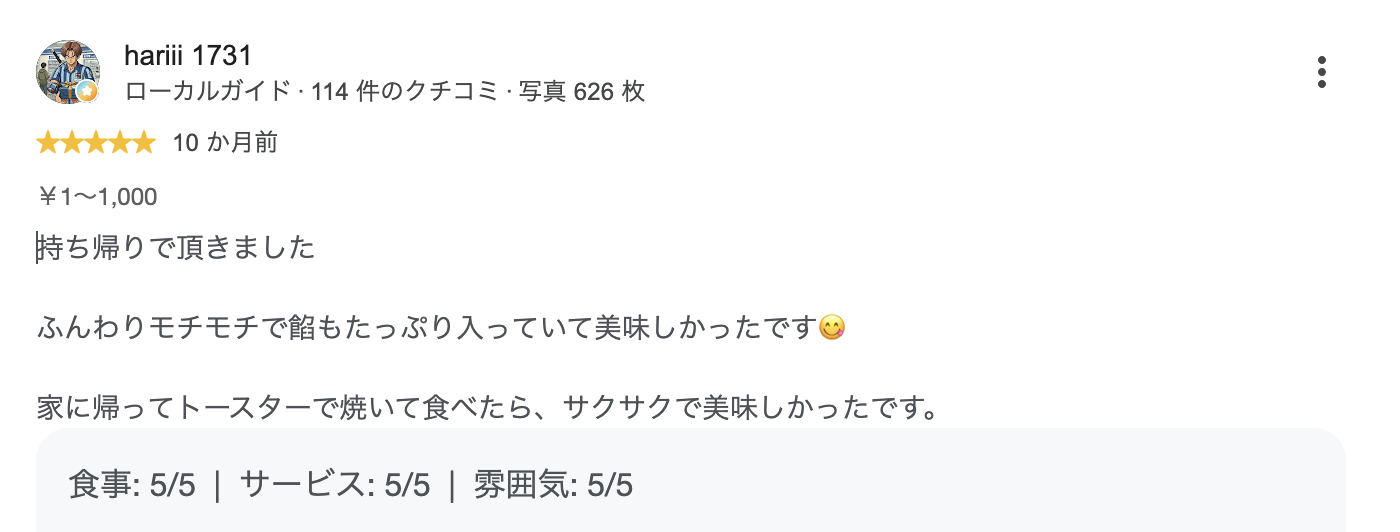 hariii 1731
ローカルガイド · 114 件のクチコミ · 写真 626 枚
★★★★★ 10 か月前
￥1～1,000
持ち帰りで頂きました
ふんわりモチモチで餡もたっぷり入っていて美味しかったです😋
家に帰ってトースターで焼いて食べたら、サクサクで美味しかったです。
食事: 5/5 | サービス: 5/5 | 雰囲気: 5/5